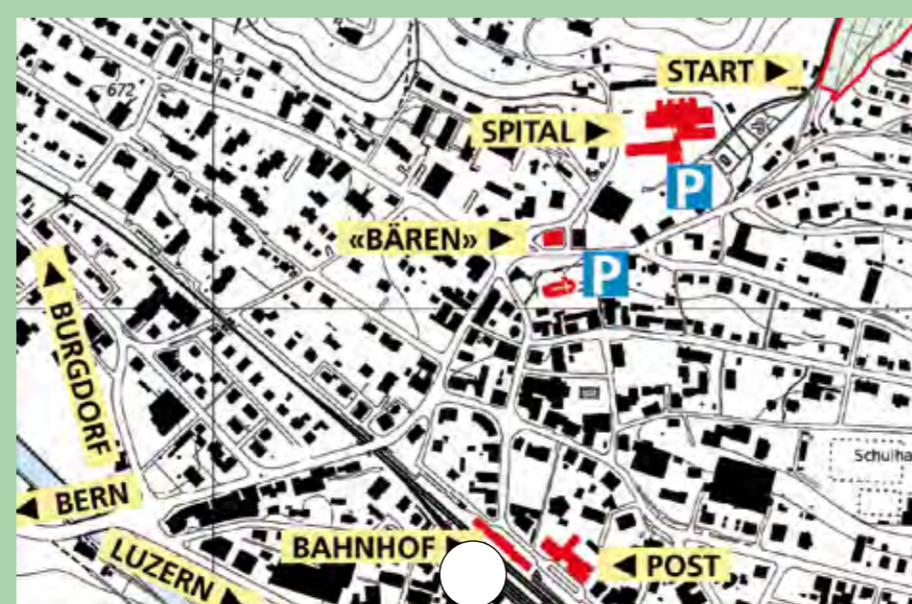 START ►
672
SPITAL ►
P
«BÄREN» ►
P
◄ BURGDORF
Schulha
◄ BERN
BAHNHOF ►
LUZERN ►
◄ POST